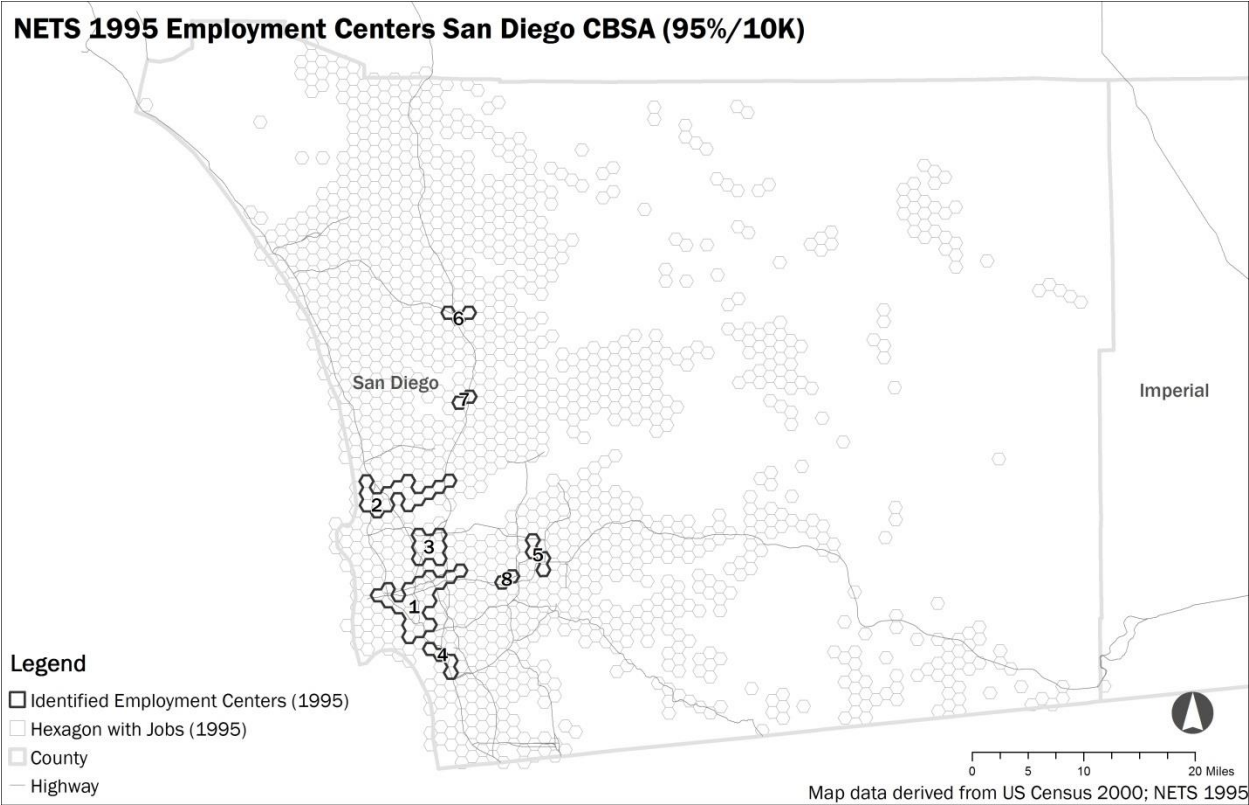 NETS 1995 Employment Centers San Diego CBSA (95%/10K)
6
San Diego
7
Imperial
2
3
5
8
1
4
Legend
Identified Employment Centers (1995)
Hexagon with Jobs (1995)
County
Highway
0 5 10 20 Miles
Map data derived from US Census 2000; NETS 1995